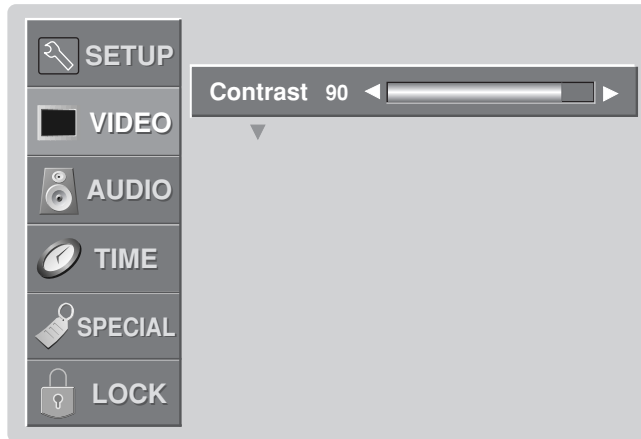 SETUP
Contrast 90
VIDEO
AUDIO
TIME
SPECIAL
LOCK